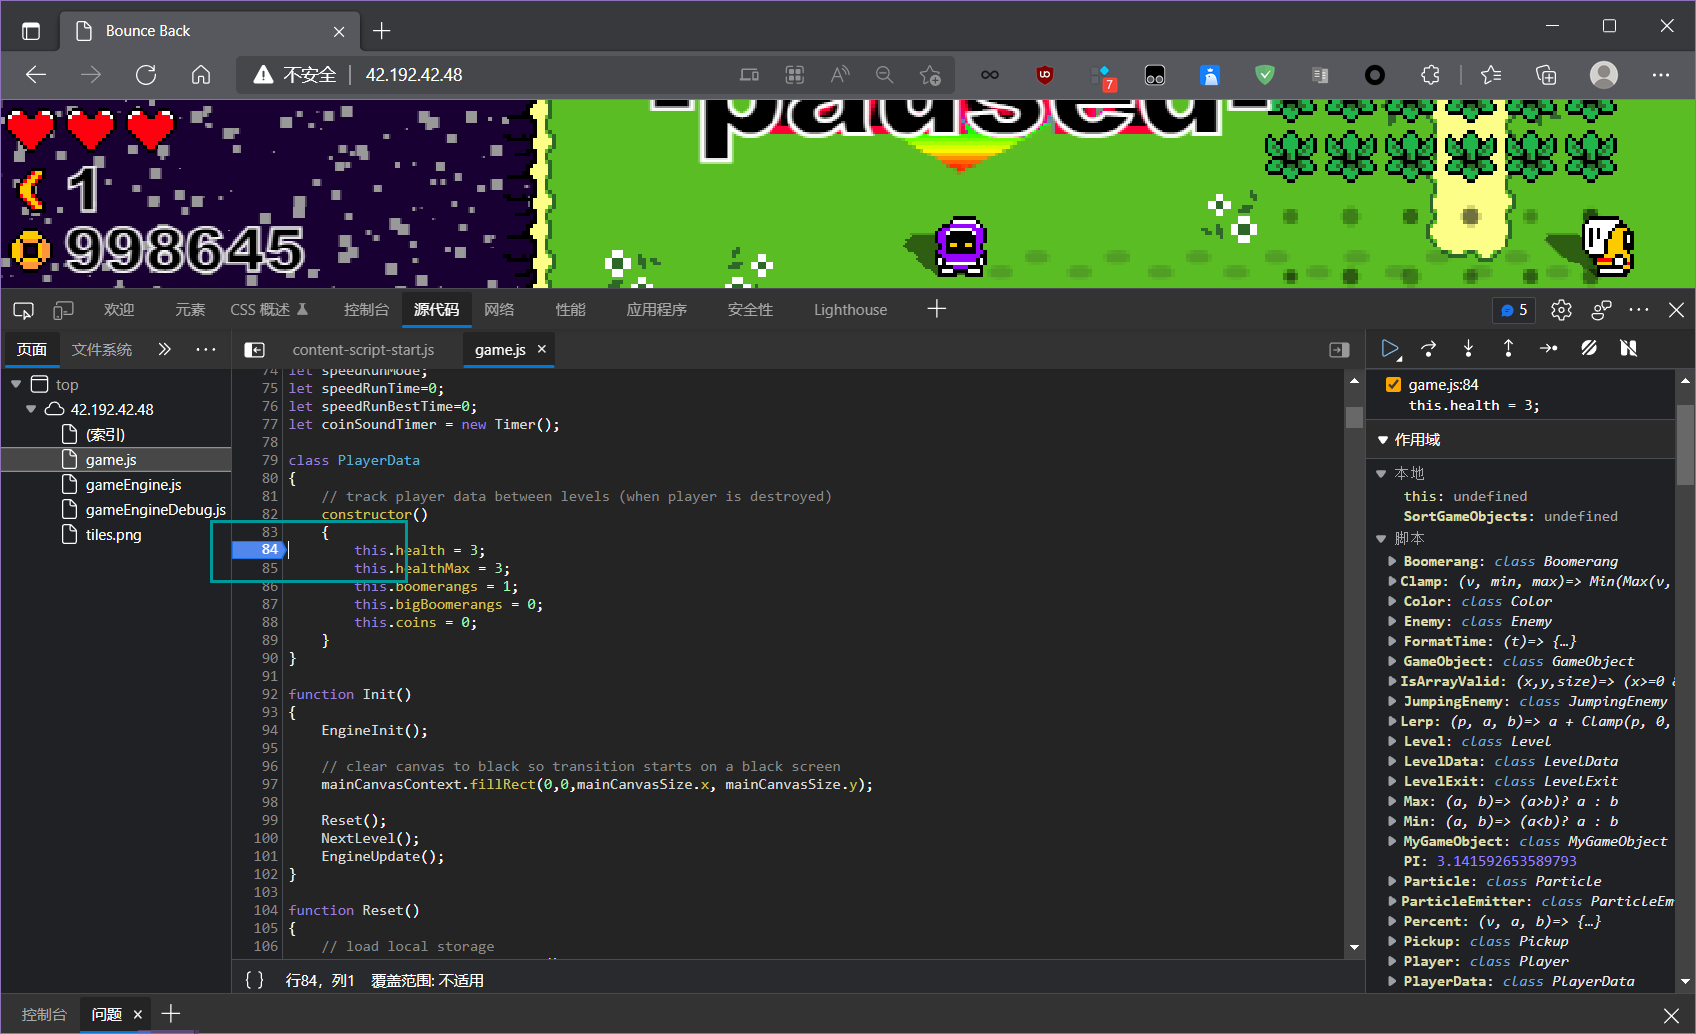 Bounce Back
不安全
42.192.42.48
7
-paused-
1
998645
欢迎
元素
CSS 概述
控制台
源代码
网络
性能
应用程序
安全性
Lighthouse
5
页面
文件系统
content-script-start.js
game.js
top
42.192.42.48
(索引)
game.js
gameEngine.js
gameEngineDebug.js
tiles.png
74 let speedRunMode;
75 let speedRunTime=0;
76 let speedRunBestTime=0;
77 let coinSoundTimer = new Timer();
78
79 class PlayerData
80 {
81 // track player data between levels (when player is destroyed)
82 constructor()
83 {
84 this.health = 3;
85 this.healthMax = 3;
86 this.boomerangs = 1;
87 this.bigBoomerangs = 0;
88 this.coins = 0;
89 }
90 }
91
92 function Init()
93 {
94 EngineInit();
95
96 // clear canvas to black so transition starts on a black screen
97 mainCanvasContext.fillRect(0,0,mainCanvasSize.x, mainCanvasSize.y);
98
99 Reset();
100 NextLevel();
101 EngineUpdate();
102 }
103
104 function Reset()
105 {
106 // load local storage
{ } 行84，列1 覆盖范围: 不适用
game.js:84
this.health = 3;
作用域
本地
this: undefined
SortGameObjects: undefined
脚本
Boomerang: class Boomerang
Clamp: (v, min, max)=> Min(Max(v,
Color: class Color
Enemy: class Enemy
FormatTime: (t)=> {…}
GameObject: class GameObject
IsArrayValid: (x,y,size)=> (x>=0 &
JumpingEnemy: class JumpingEnemy
Lerp: (p, a, b)=> a + Clamp(p, 0,
Level: class Level
LevelData: class LevelData
LevelExit: class LevelExit
Max: (a, b)=> (a>b)? a : b
Min: (a, b)=> (a<b)? a : b
MyGameObject: class MyGameObject
PI: 3.141592653589793
Particle: class Particle
ParticleEmitter: class ParticleEm
Percent: (v, a, b)=> {…}
Pickup: class Pickup
Player: class Player
PlayerData: class PlayerData
控制台
问题